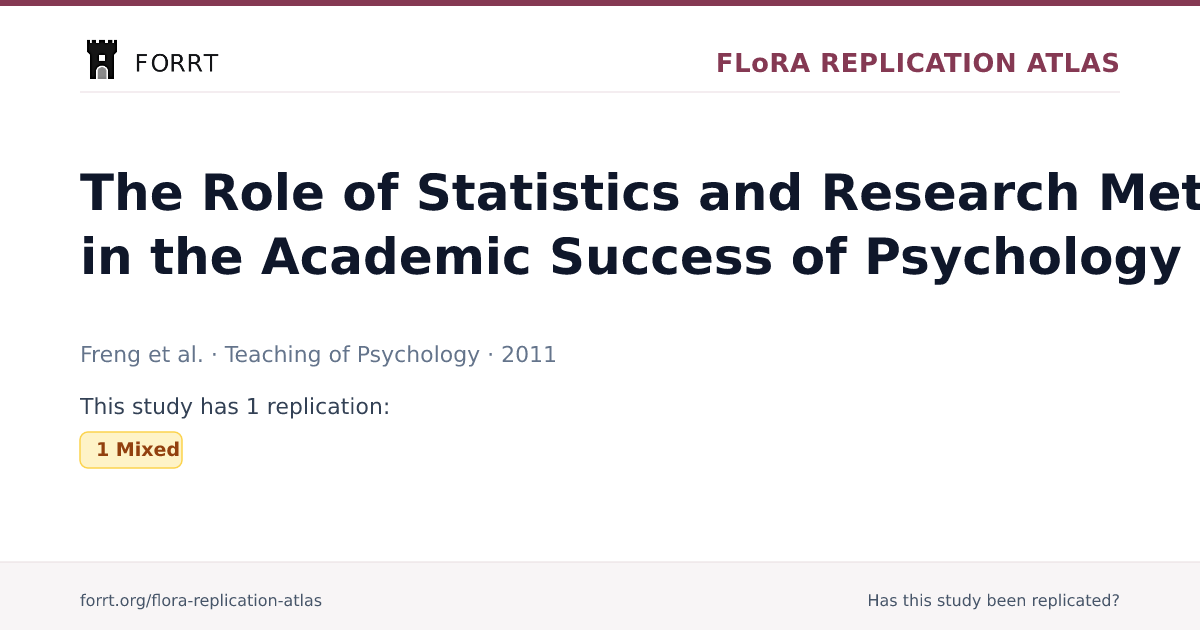 FORRT
FLoRA REPLICATION ATLAS
The Role of Statistics and Research Met
in the Academic Success of Psychology
Freng et al. · Teaching of Psychology · 2011
This study has 1 replication:
1 Mixed
forrt.org/flora-replication-atlas
Has this study been replicated?